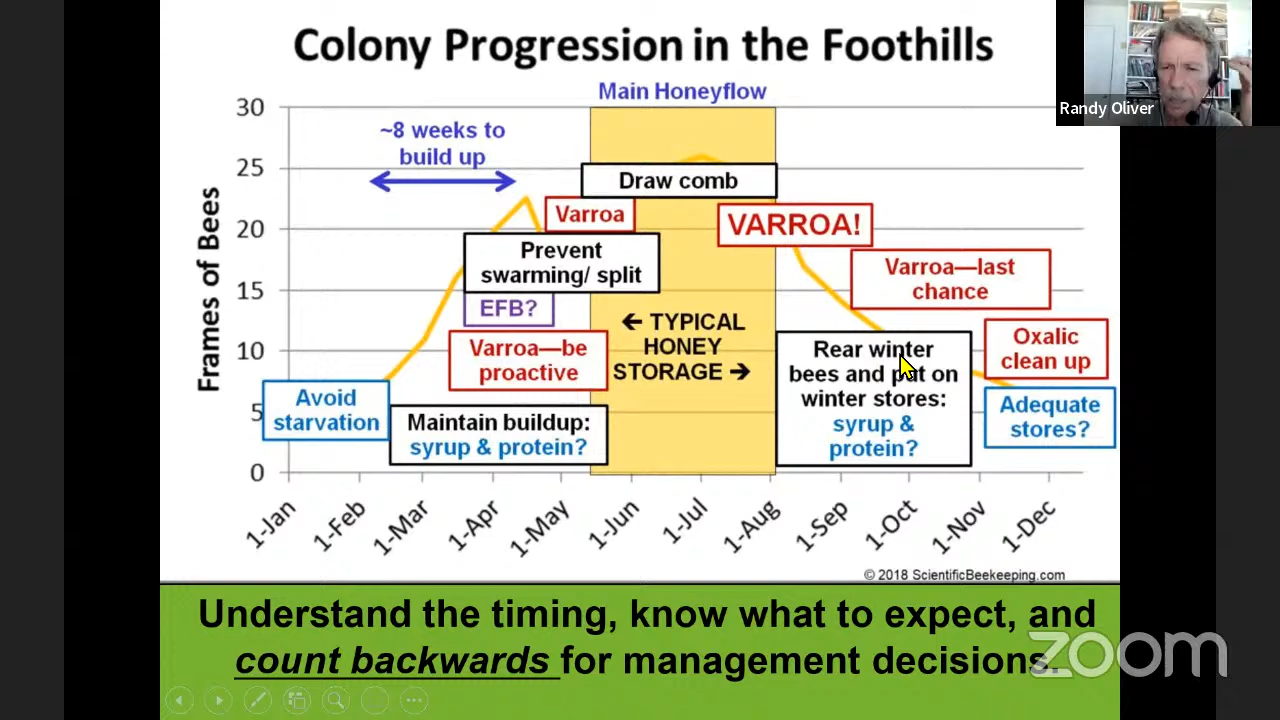 Colony Progression in the Foothills
Randy Oliver
Main Honeyflow
~8 weeks to
build up
Frames of Bees
30
25
20
15
10
5
0
Draw comb
Varroa
VARROA!
Prevent
swarming/ split
Varroa—last
chance
EFB?
← TYPICAL
HONEY
STORAGE →
Varroa—be
proactive
Rear winter
bees and put on
winter stores:
syrup &
protein?
Oxalic
clean up
Avoid
starvation
Maintain buildup:
syrup & protein?
Adequate
stores?
1-Jan
1-Feb
1-Mar
1-Apr
1-May
1-Jun
1-Jul
1-Aug
1-Sep
1-Oct
1-Nov
1-Dec
© 2018 ScientificBeekeeping.com
Understand the timing, know what to expect, and
count backwards for management decisions.
zoom